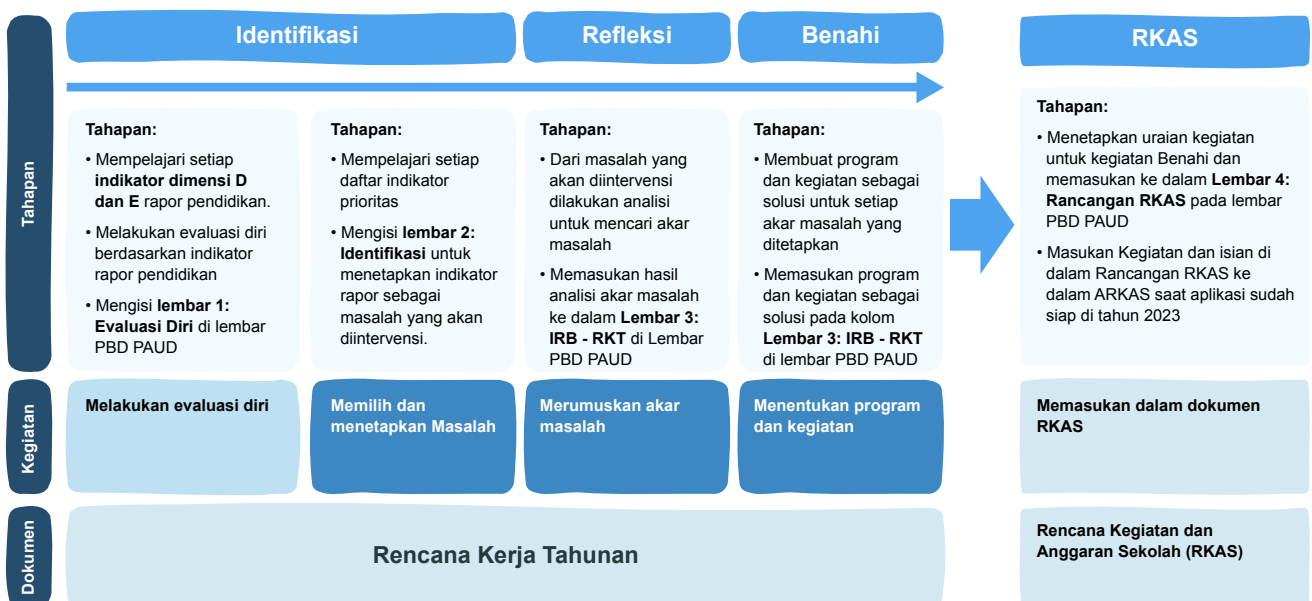 Identifikasi
Refleksi
Benahi
RKAS
Tahapan
Tahapan:
• Mempelajari setiap
indikator dimensi D
dan E rapor pendidikan.
• Melakukan evaluasi diri
berdasarkan indikator
rapor pendidikan
• Mengisi lembar 1:
Evaluasi Diri di lembar
PBD PAUD
Tahapan:
• Mempelajari setiap
daftar indikator
prioritas
• Mengisi lembar 2:
Identifikasi untuk
menetapkan indikator
rapor sebagai
masalah yang akan
diintervensi.
Tahapan:
• Dari masalah yang
akan diintervensi
dilakukan analisi
untuk mencari akar
masalah
• Memasukan hasil
analisi akar masalah
ke dalam Lembar 3:
IRB - RKT di Lembar
PBD PAUD
Tahapan:
• Membuat program
dan kegiatan sebagai
solusi untuk setiap
akar masalah yang
ditetapkan
• Memasukan program
dan kegiatan sebagai
solusi pada kolom
Lembar 3: IRB - RKT
di lembar PBD PAUD
Tahapan:
• Menetapkan uraian kegiatan
untuk kegiatan Benahi dan
memasukan ke dalam Lembar 4:
Rancangan RKAS pada lembar
PBD PAUD
• Masukan Kegiatan dan isian di
dalam Rancangan RKAS ke
dalam ARKAS saat aplikasi sudah
siap di tahun 2023
Kegiatan
Melakukan evaluasi diri
Memilih dan
menetapkan Masalah
Merumuskan akar
masalah
Menentukan program
dan kegiatan
Memasukan dalam dokumen
RKAS
Dokumen
Rencana Kerja Tahunan
Rencana Kegiatan dan
Anggaran Sekolah (RKAS)